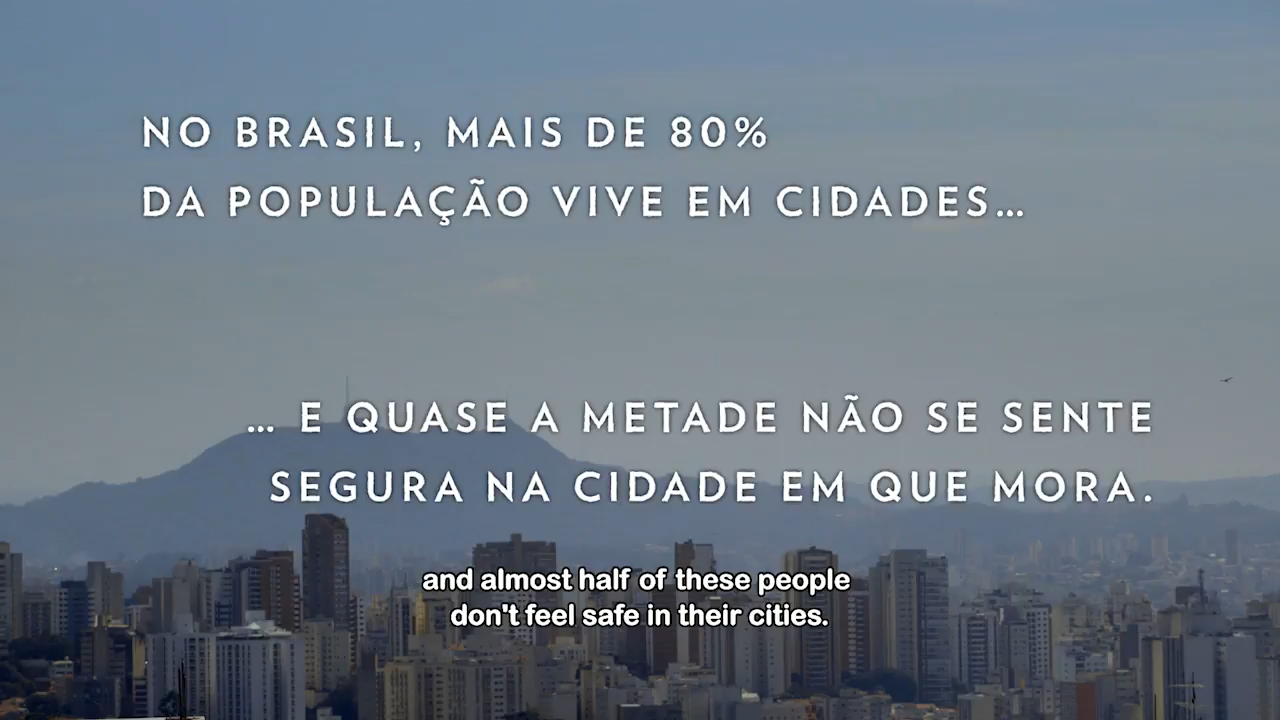 NO BRASIL, MAIS DE 80%
DA POPULAÇÃO VIVE EM CIDADES...
... E QUASE A METADE NÃO SE SENTE
SEGURA NA CIDADE EM QUE MORA.
and almost half of these people
don't feel safe in their cities.